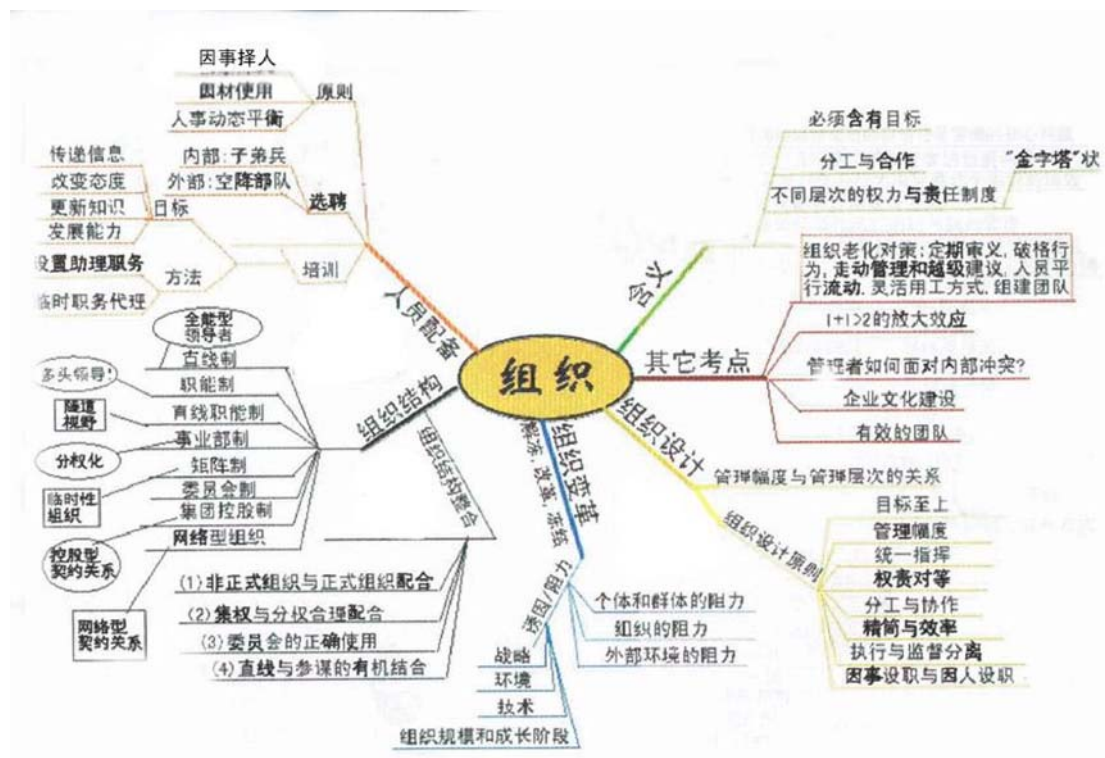 组织
人员配备
原则
因事择人
因材使用
人事动态平衡
选聘
内部:子弟兵
外部:空阵部队
培训
目标
传递信息
改变态度
更新知识
发展能力
方法
设置助理职务
临时职务代理
含义
必须含有目标
分工与合作
不同层次的权力与责任制度
"金字塔"状
其它考点
组织老化对策:定期审义,破格行
为,走动管理和越级建议,人员平
行流动.灵活用工方式.组建团队
1+1>2的放大效应
管理者如何面对内部冲突?
企业文化建设
有效的团队
组织设计
管理幅度与管理层次的关系
组织设计原则
目标至上
管理幅度
统一指挥
权责对等
分工与协作
精简与效率
执行与监督分离
因事设职与因人设职
组织变革
解冻,改革,冻结
诱因/阻力
个体和群体的阻力
组织的阻力
外部环境的阻力
战略
环境
技术
组织规模和成长阶段
组织结构
全能型
领导者
直线制
多头领导!
职能制
隧道
视野
直线职能制
事业部制
分权化
矩阵制
临时性
组织
委员会制
集团控股制
控股型
契约关系
网络型组织
网络型
契约关系
组织结构整合
(1)非正式组织与正式组织配合
(2)集权与分权合理配合
(3)委员会的正确使用
(4)直线与参谋的有机结合